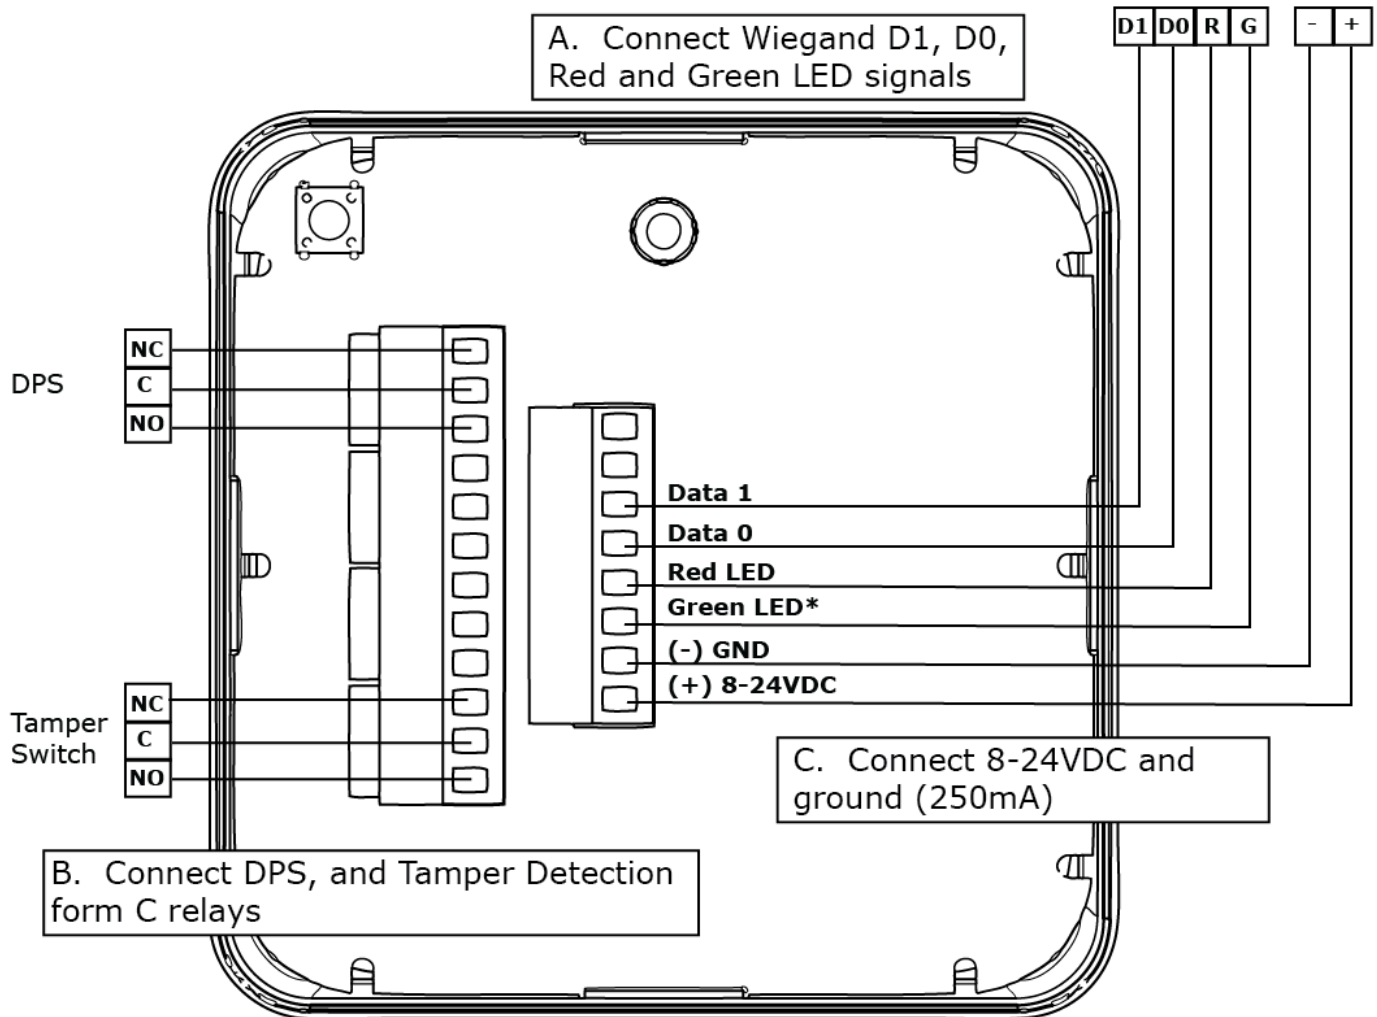 A. Connect Wiegand D1, D0,
Red and Green LED signals
D1 D0 R G - +
DPS
NC
C
NO
Data 1
Data 0
Red LED
Green LED*
(-) GND
(+) 8-24VDC
Tamper
Switch
NC
C
NO
C. Connect 8-24VDC and
ground (250mA)
B. Connect DPS, and Tamper Detection
form C relays